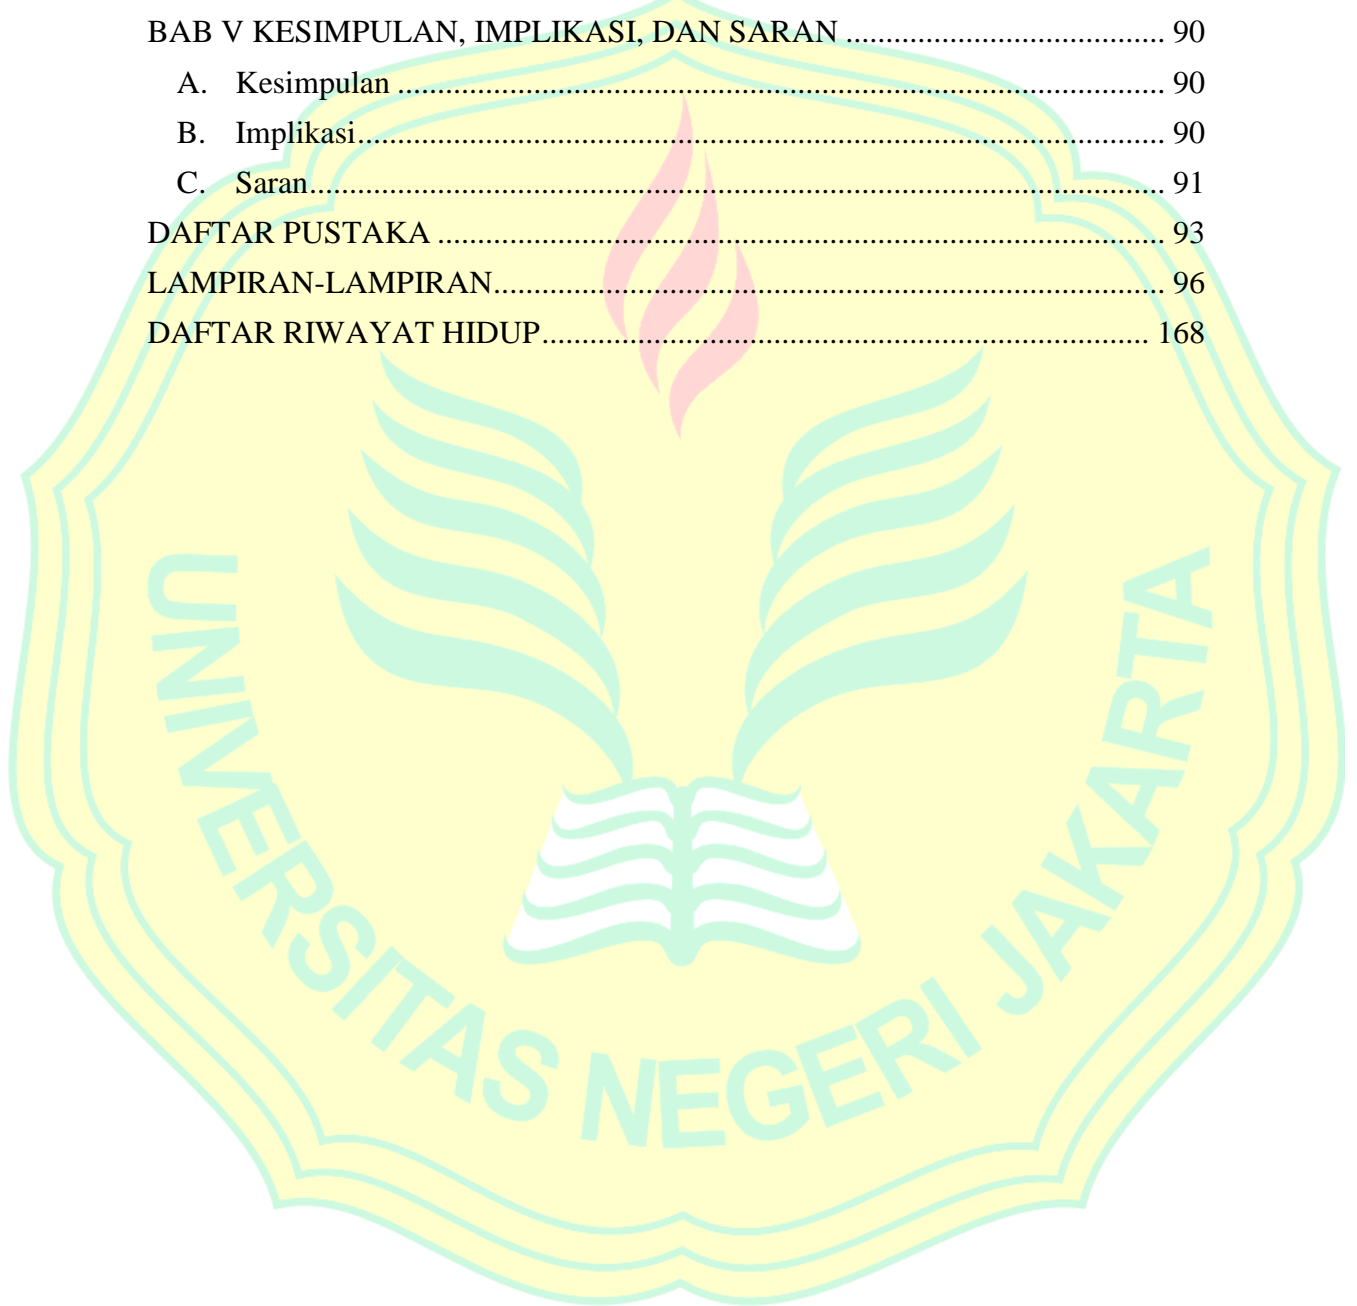 BAB V KESIMPULAN, IMPLIKASI, DAN SARAN ........................................ 90
A. Kesimpulan ................................................................................................ 90
B. Implikasi..................................................................................................... 90
C. Saran........................................................................................................... 91
DAFTAR PUSTAKA ........................................................................................... 93
LAMPIRAN-LAMPIRAN.................................................................................... 96
DAFTAR RIWAYAT HIDUP............................................................................ 168
UNIVERSITAS NEGERI JAKARTA